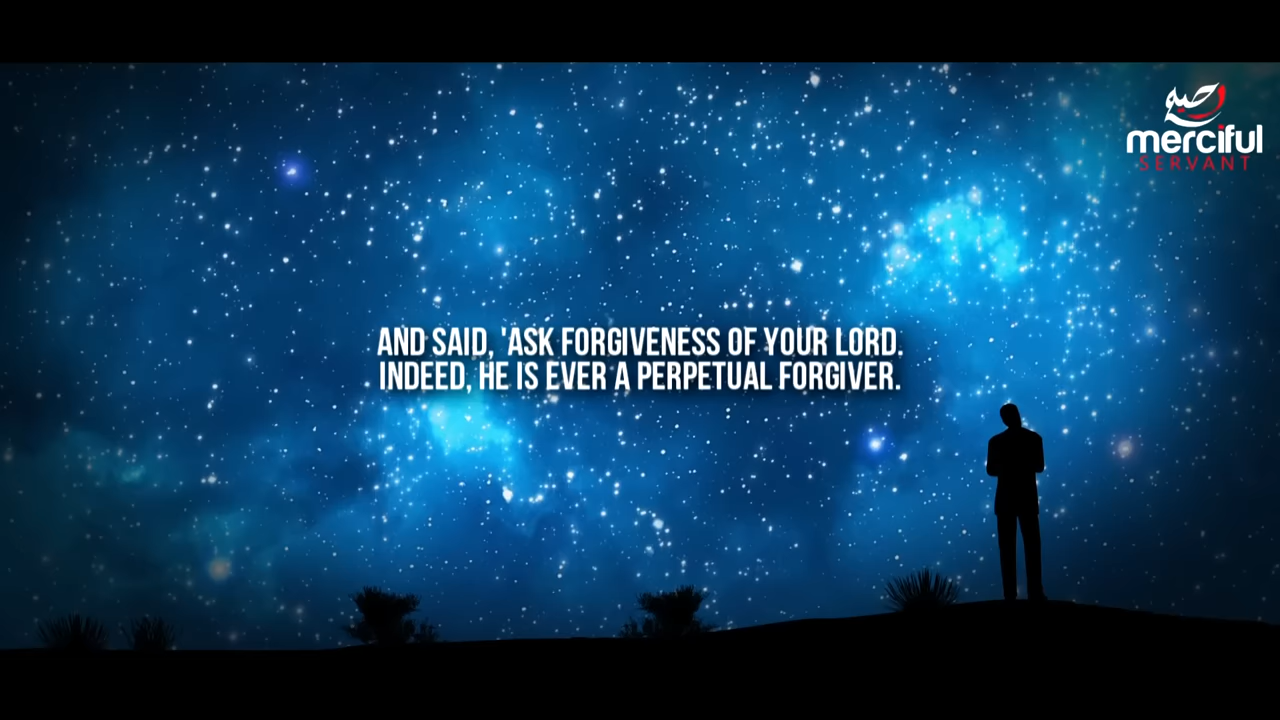 merciful
SERVANT
AND SAID, 'ASK FORGIVENESS OF YOUR LORD.
INDEED, HE IS EVER A PERPETUAL FORGIVER.